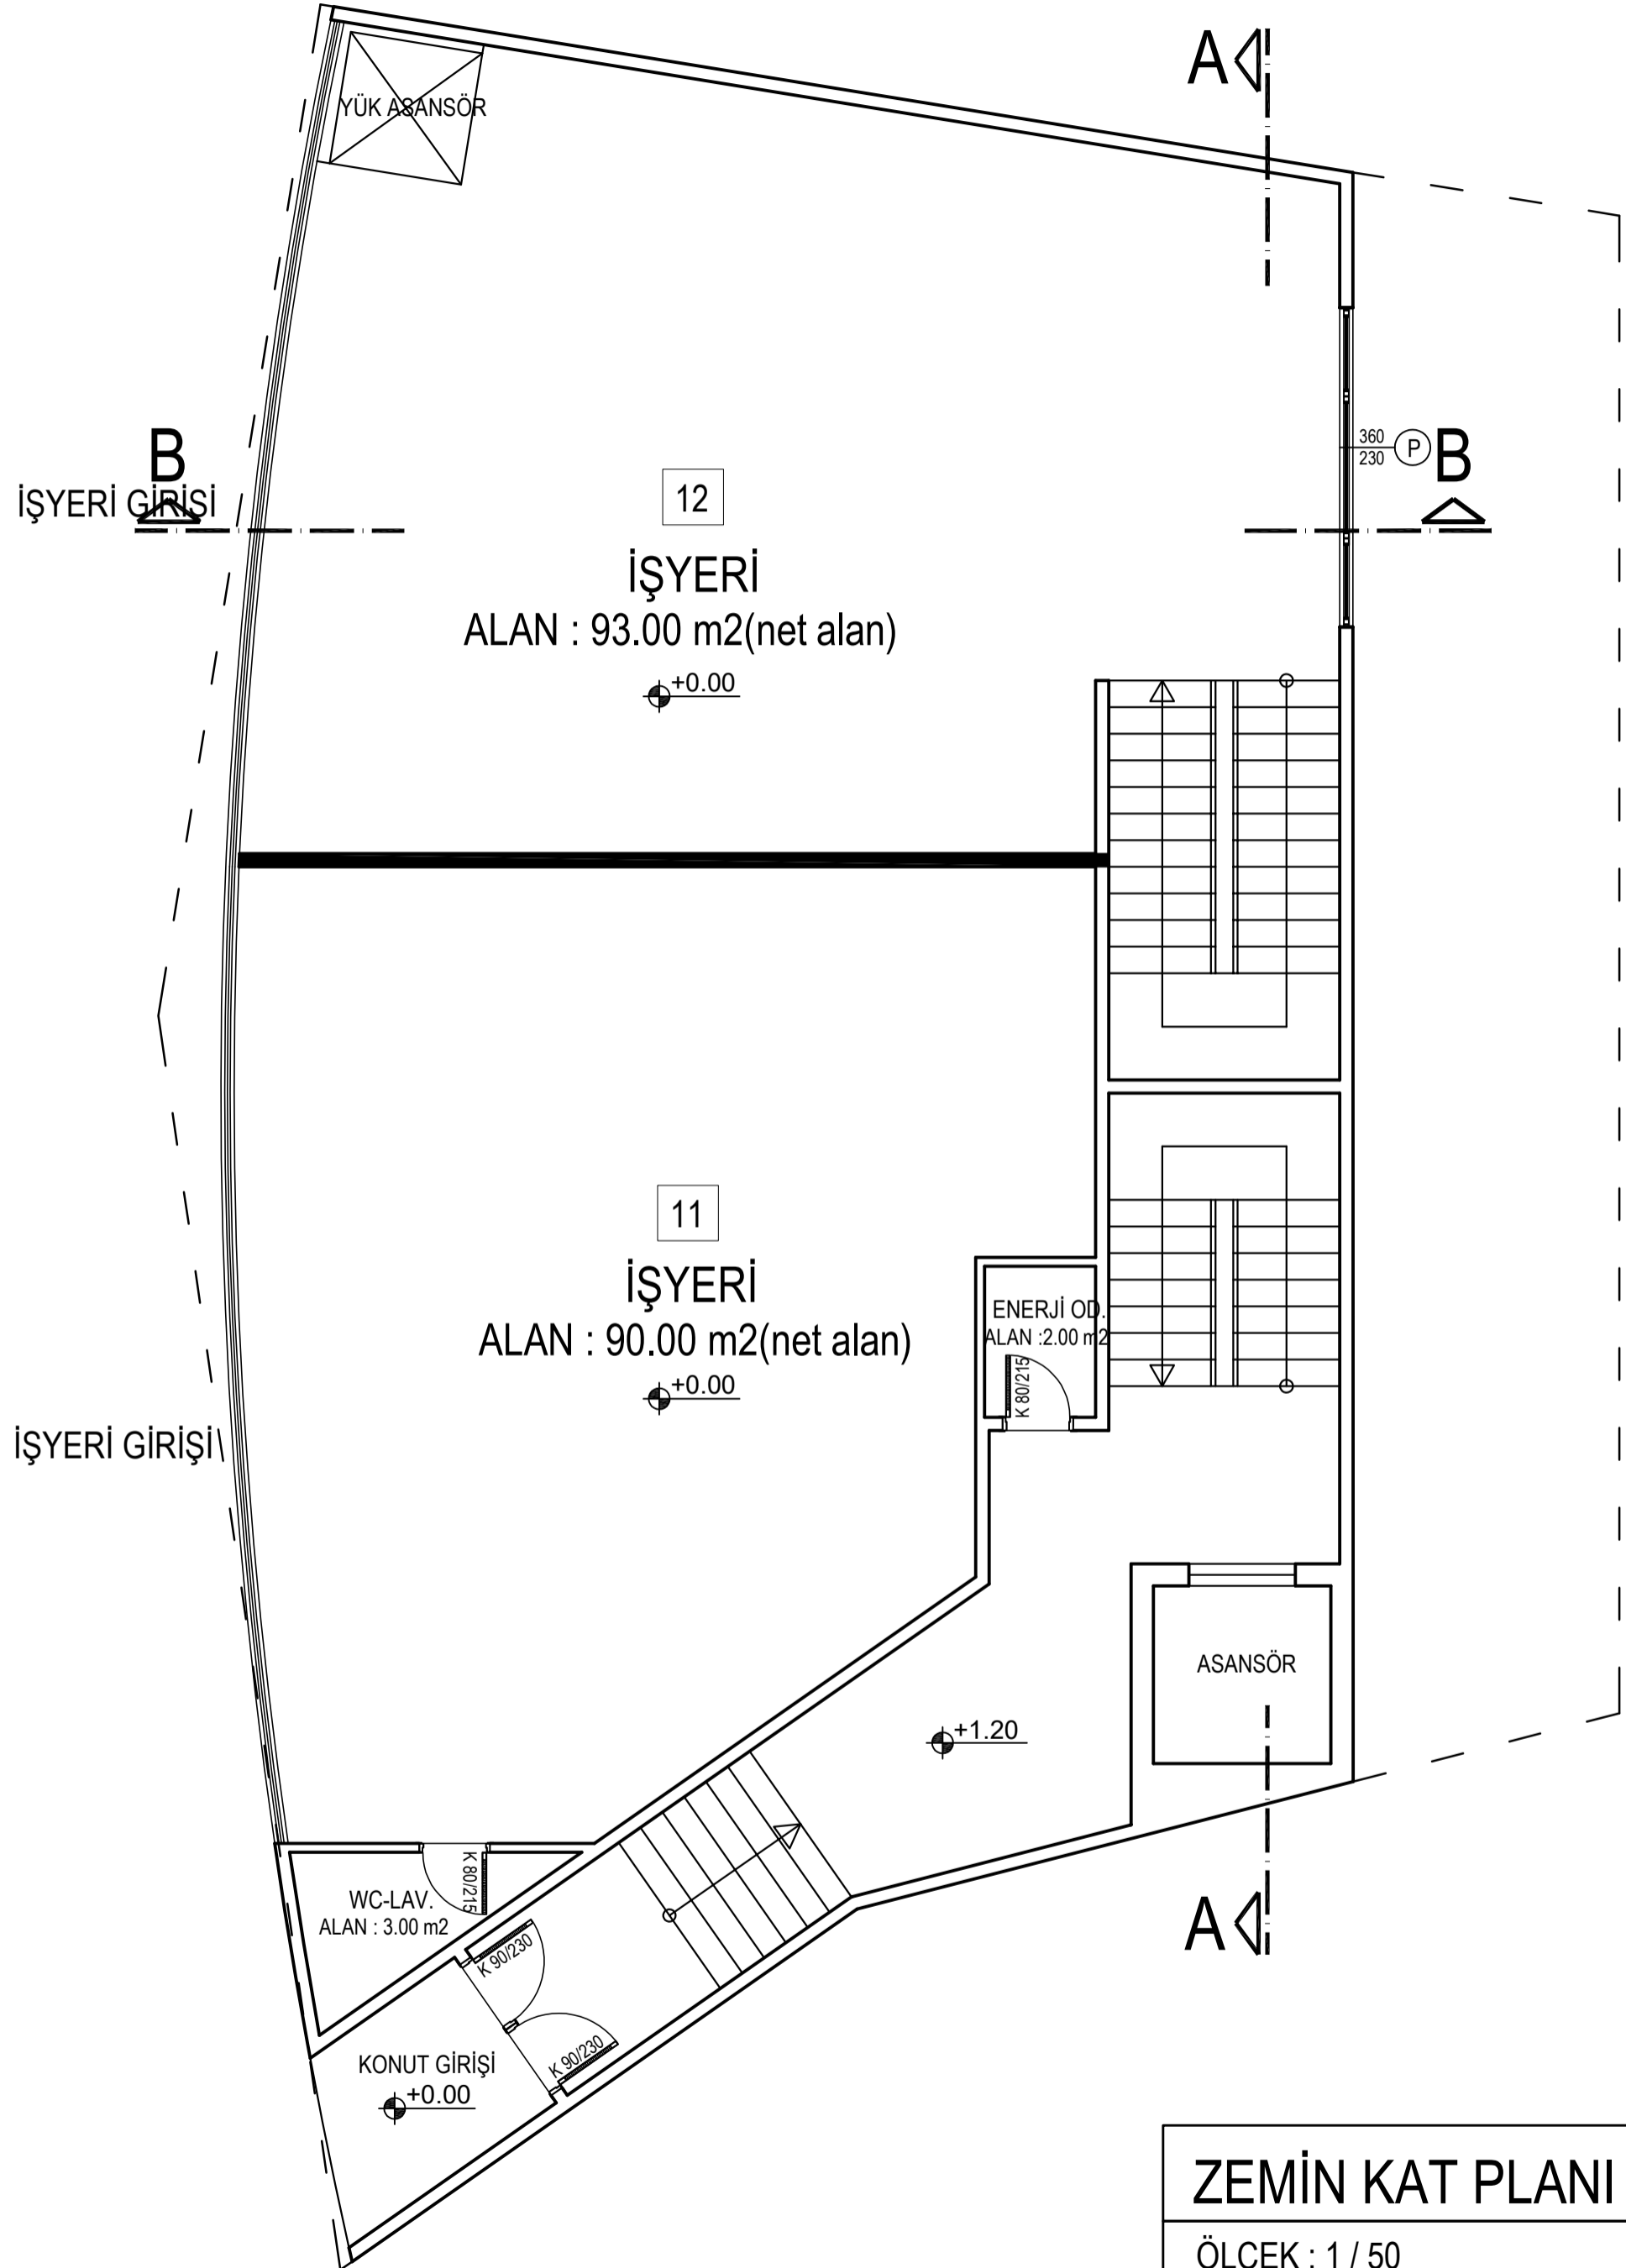 A
YÜK ASANSÖR
B
İŞYERİ GİRİŞİ
360
230
P
B
12
İŞYERİ
ALAN : 93.00 m2(net alan)
+0.00
11
İŞYERİ
ALAN : 90.00 m2(net alan)
+0.00
ENERJİ OD.
ALAN :2.00 m2
K 80/215
İŞYERİ GİRİŞİ
ASANSÖR
+1.20
K 80/215
WC-LAV.
ALAN : 3.00 m2
A
K 90/230
K 90/230
KONUT GİRİŞİ
+0.00
ZEMİN KAT PLANI
ÖLÇEK : 1 / 50